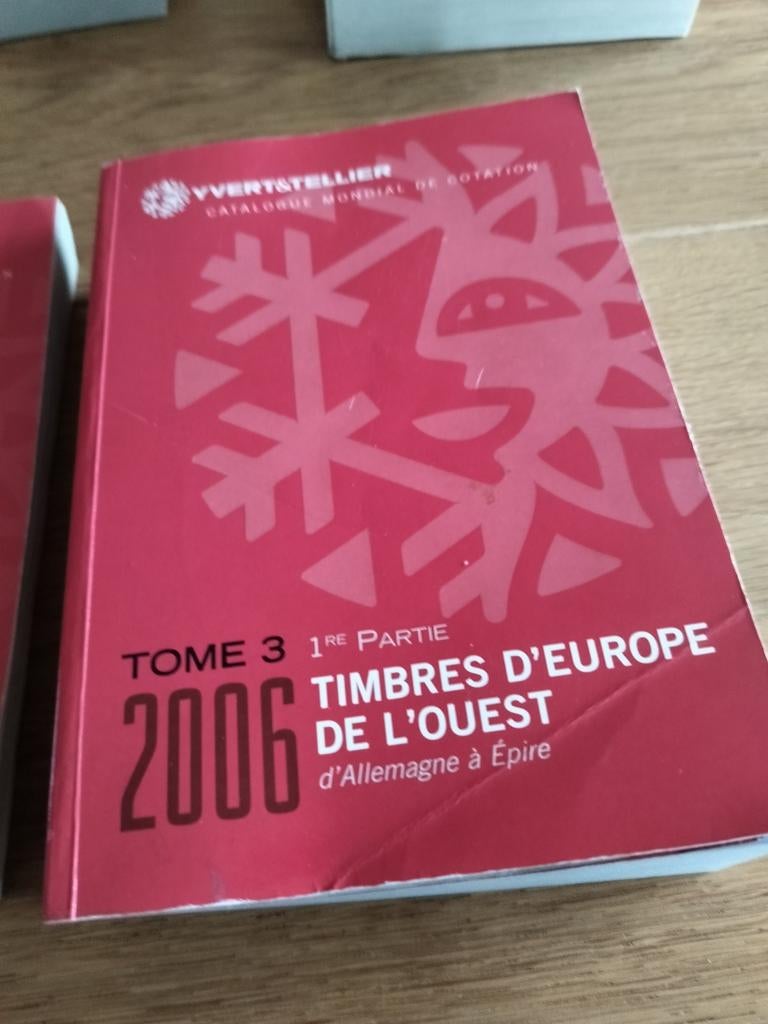 YVERT&TELLIER
CATALOGUE MONDIAL DE COTATION
TOME 3 1RE PARTIE
2006 TIMBRES D'EUROPE
DE L'OUEST
d'Allemagne à Épire